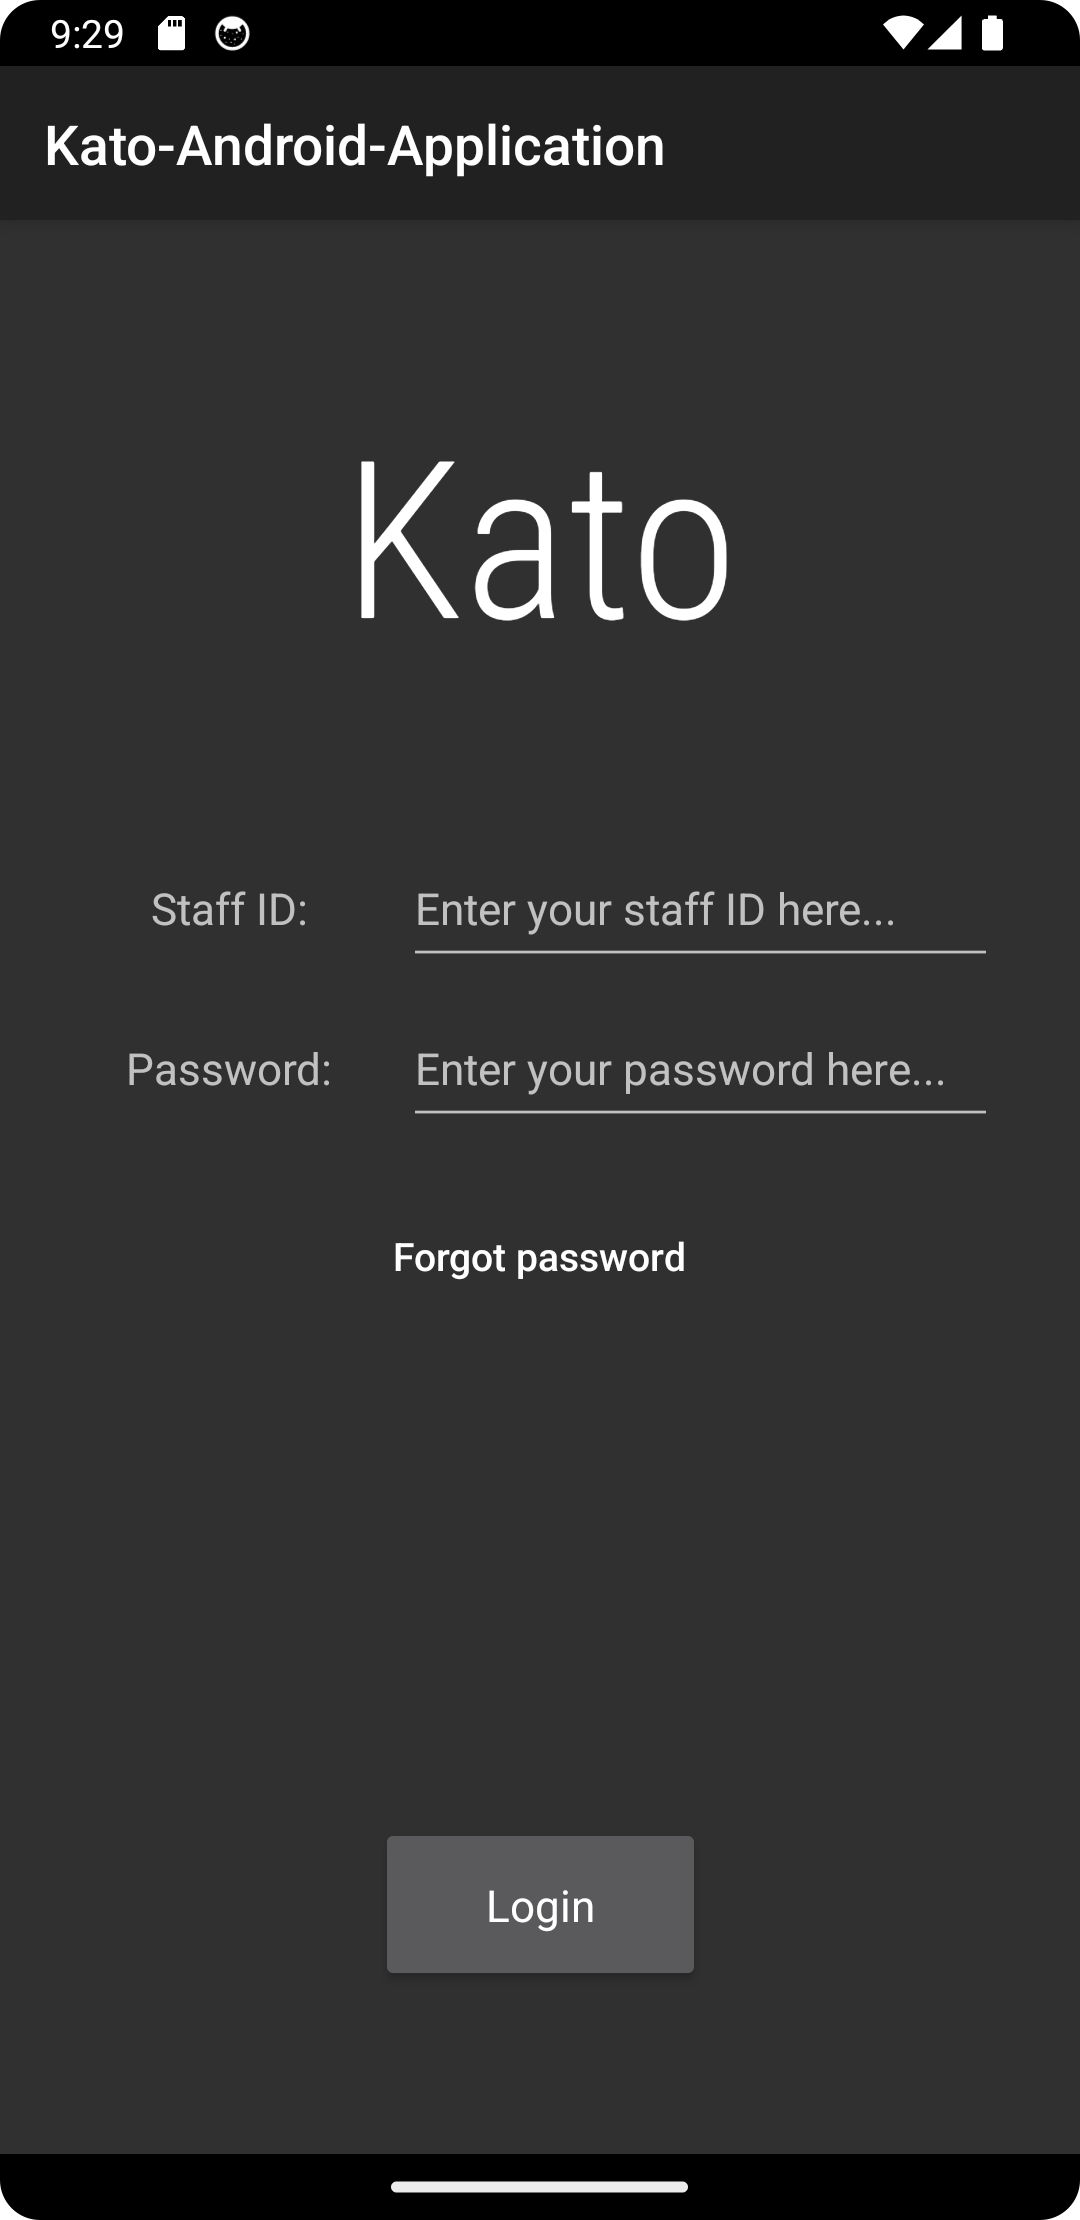 9:29
Kato-Android-Application
Kato
Staff ID: Enter your staff ID here...
Password: Enter your password here...
Forgot password
Login